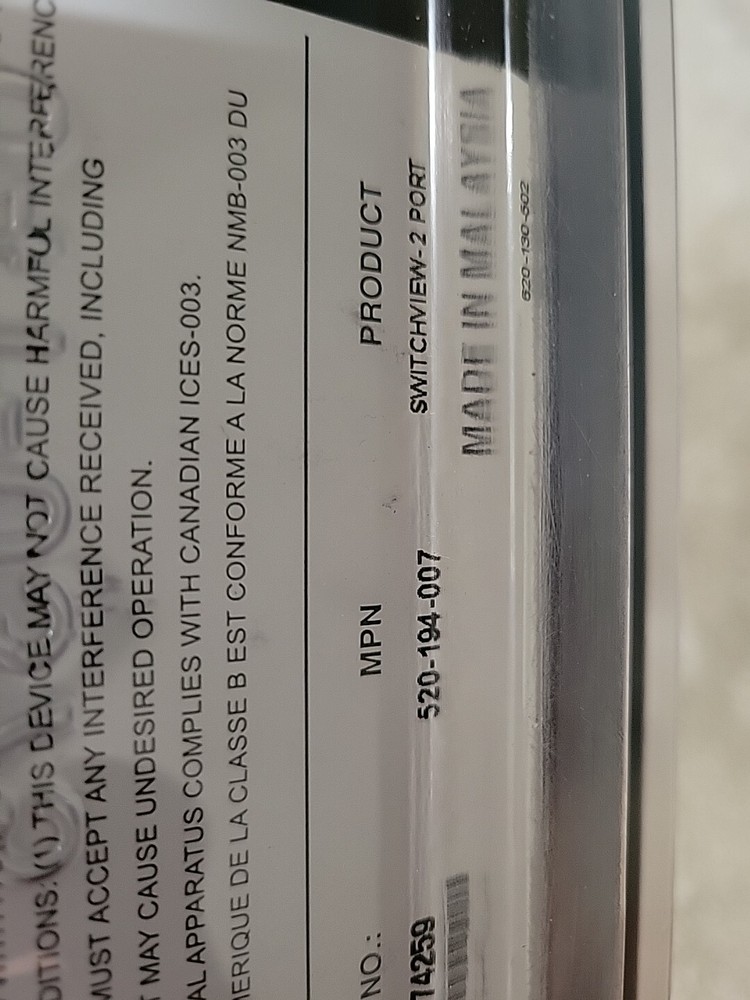 DITIONS: (1) THIS DEVICE MAY NOT CAUSE HARMFUL INTERFERENC
MUST ACCEPT ANY INTERFERENCE RECEIVED, INCLUDING
T MAY CAUSE UNDESIRED OPERATION.
AL APPARATUS COMPLIES WITH CANADIAN ICES-003.
MERIQUE DE LA CLASSE B EST CONFORME A LA NORME NMB-003 DU
NO.: MPN PRODUCT
74259 520-194-007 SWITCHVIEW-2 PORT
MADE IN MALAYSIA
620-130-502